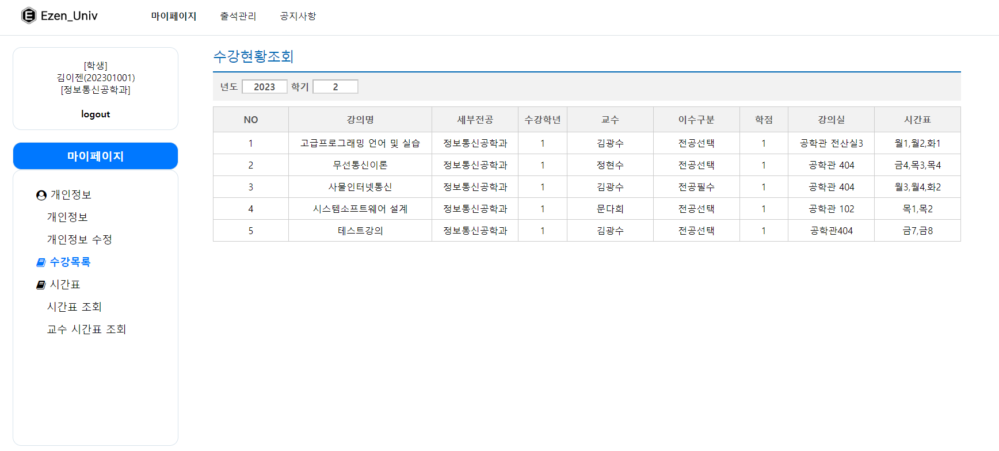 Ezen_Univ 마이페이지 출석관리 공지사항
[학생]
김이젠(202301001)
[정보통신공학과]
logout
마이페이지
개인정보
개인정보
개인정보 수정
수강목록
시간표
시간표 조회
교수 시간표 조회
수강현황조회
년도 2023 학기 2
NO 강의명 세부전공 수강학년 교수 이수구분 학점 강의실 시간표
1 고급프로그래밍 언어 및 실습 정보통신공학과 1 김광수 전공선택 1 공학관 전산실3 월1,월2,화1
2 무선통신이론 정보통신공학과 1 정현수 전공선택 1 공학관 404 금4,목3,목4
3 사물인터넷통신 정보통신공학과 1 김광수 전공필수 1 공학관 404 월3,월4,화2
4 시스템소프트웨어 설계 정보통신공학과 1 문다희 전공선택 1 공학관 102 목1,목2
5 테스트강의 정보통신공학과 1 김광수 전공선택 1 공학관404 금7,금8